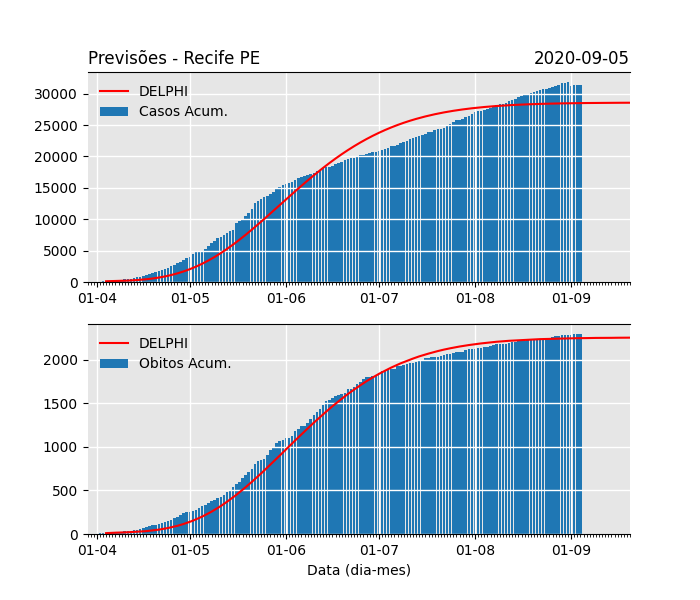 Previsões - Recife PE 2020-09-05
DELPHI
Casos Acum.
30000
25000
20000
15000
10000
5000
0
01-04 01-05 01-06 01-07 01-08 01-09
DELPHI
Obitos Acum.
2000
1500
1000
500
0
01-04 01-05 01-06 01-07 01-08 01-09
Data (dia-mes)